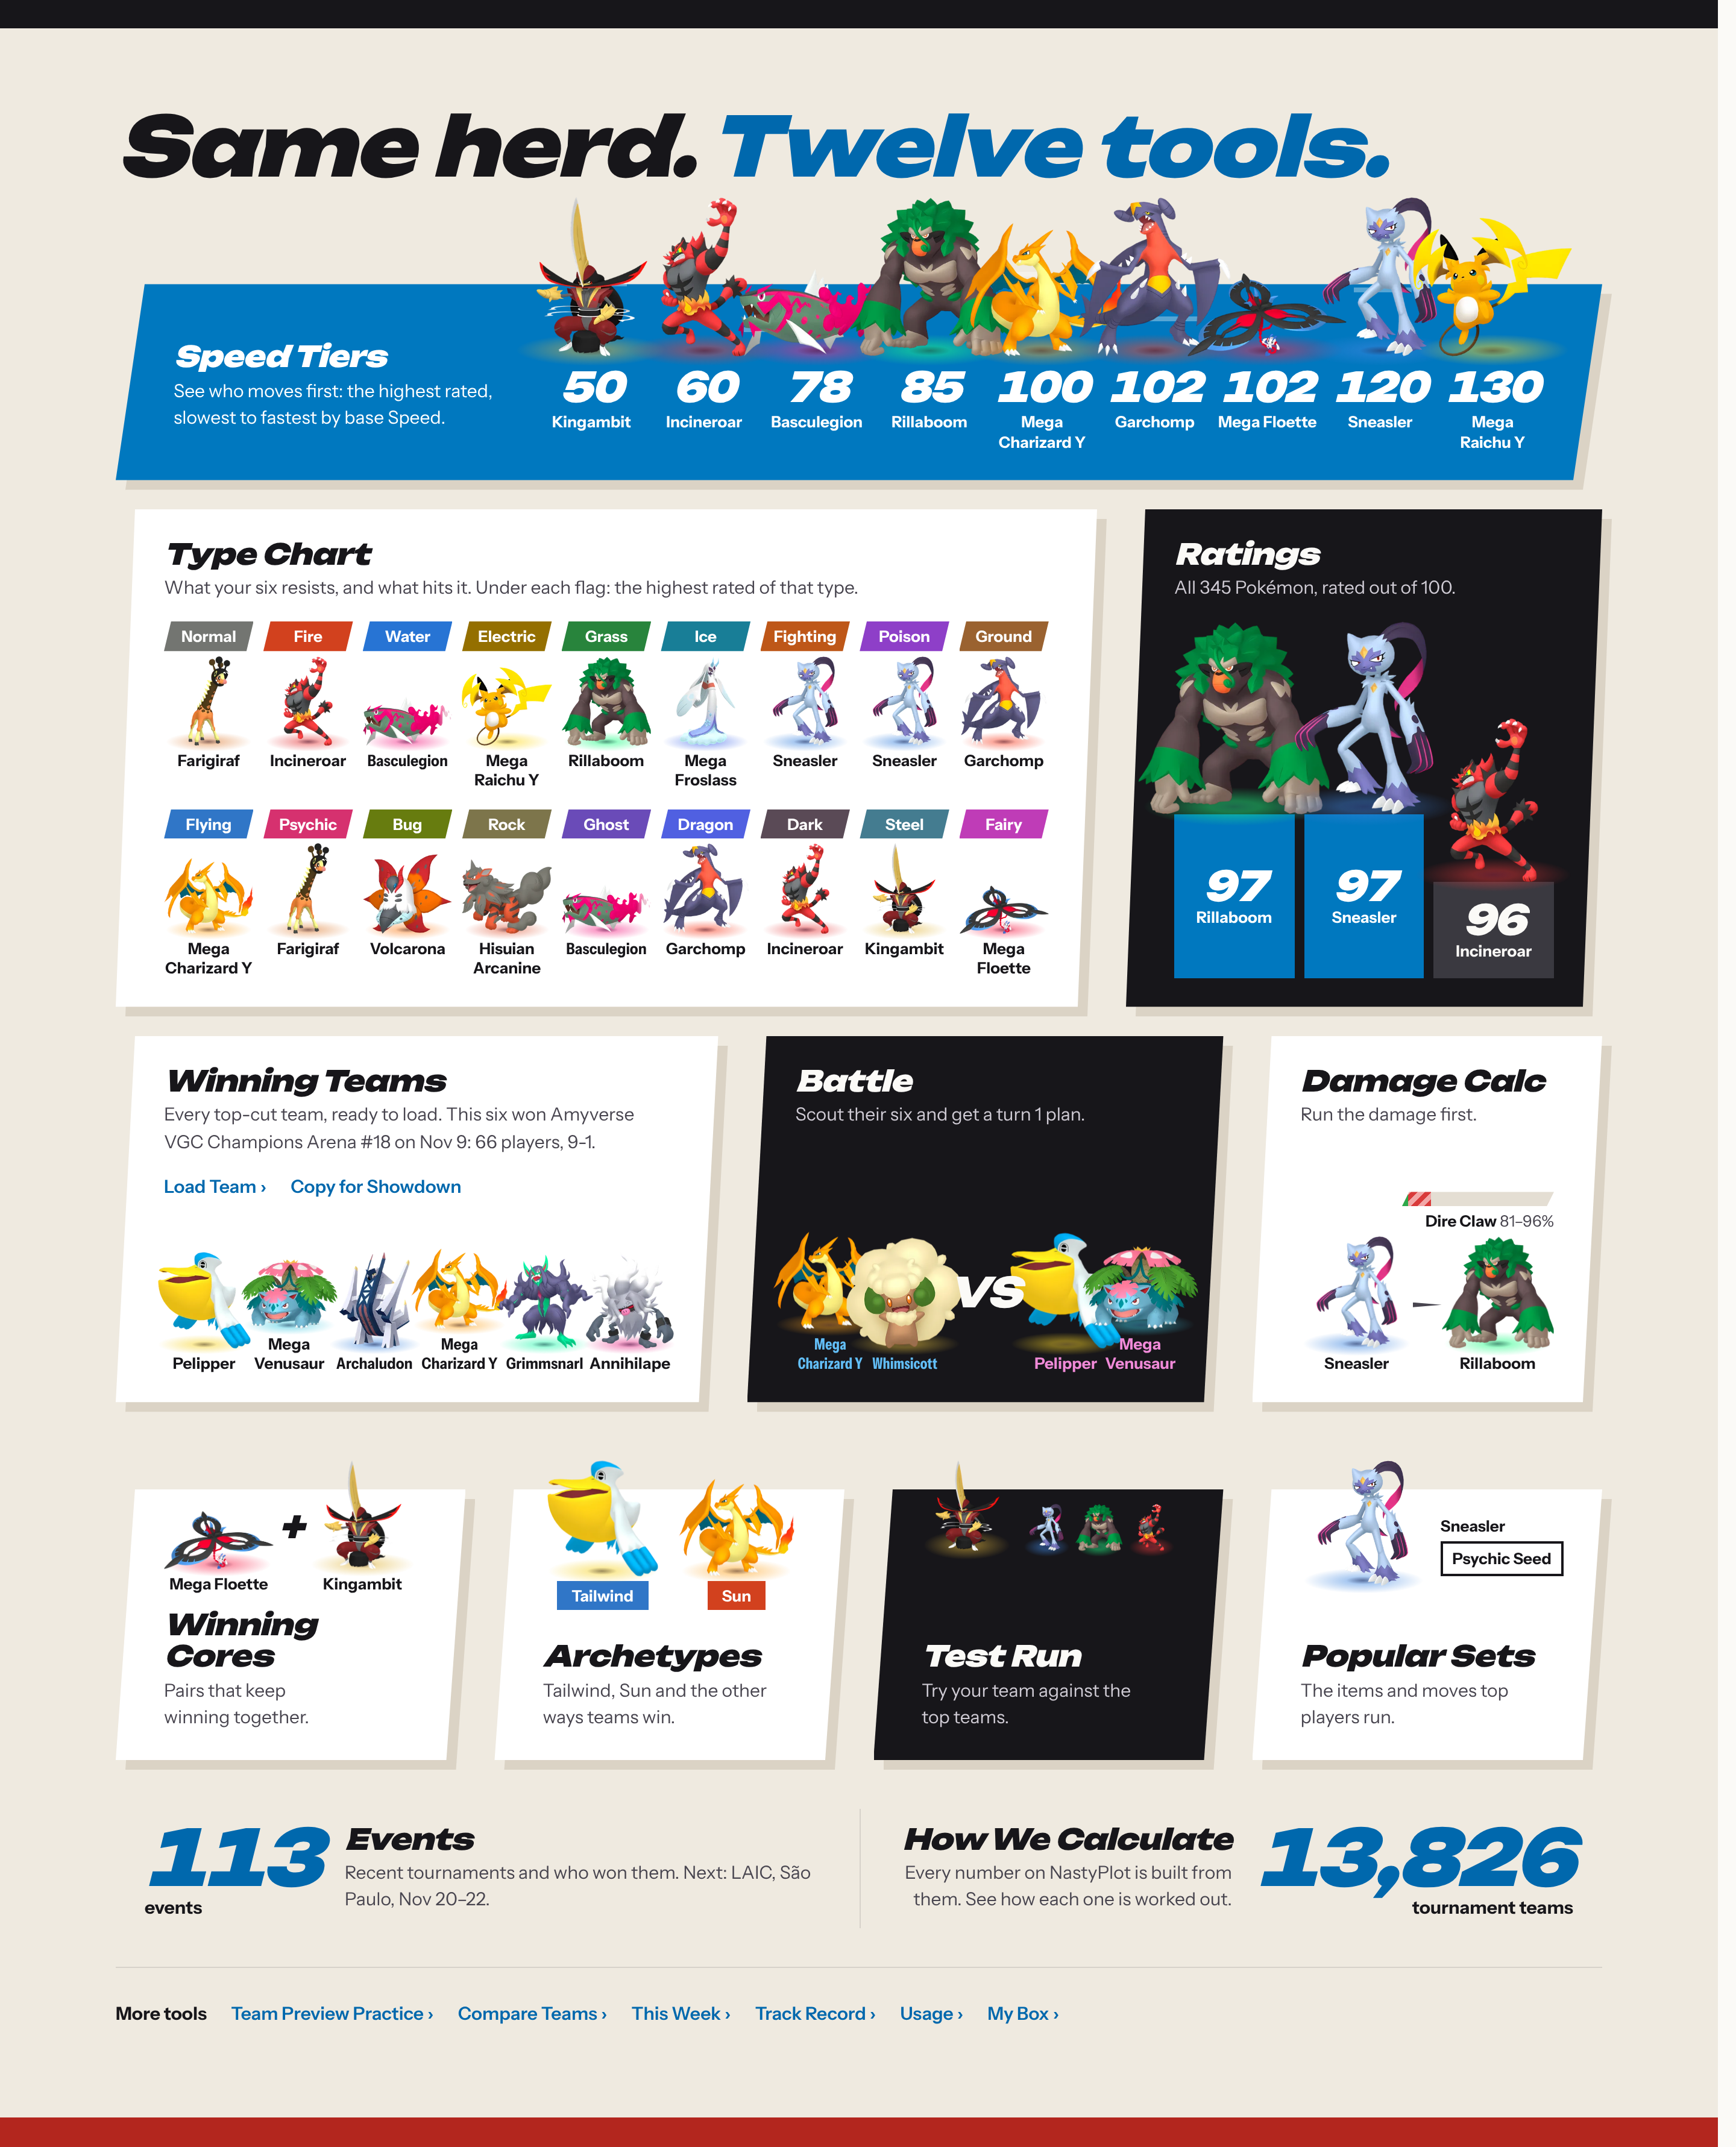 Same herd. Twelve tools.
Speed Tiers
See who moves first: the highest rated,
slowest to fastest by base Speed.
50
Kingambit
60
Incineroar
78
Basculegion
85
Rillaboom
100
Mega
Charizard Y
102
Garchomp
102
Mega Floette
120
Sneasler
130
Mega
Raichu Y
Type Chart
What your six resists, and what hits it. Under each flag: the highest rated of that type.
Normal
Fire
Water
Electric
Grass
Ice
Fighting
Poison
Ground
Farigiraf
Incineroar
Basculegion
Mega
Raichu Y
Rillaboom
Mega
Froslass
Sneasler
Sneasler
Garchomp
Flying
Psychic
Bug
Rock
Ghost
Dragon
Dark
Steel
Fairy
Mega
Charizard Y
Farigiraf
Volcarona
Hisuian
Arcanine
Basculegion
Garchomp
Incineroar
Kingambit
Mega
Floette
Ratings
All 345 Pokémon, rated out of 100.
97
Rillaboom
97
Sneasler
96
Incineroar
Winning Teams
Every top-cut team, ready to load. This six won Amyverse
VGC Champions Arena #18 on Nov 9: 66 players, 9-1.
Load Team ›
Copy for Showdown
Pelipper
Mega
Venusaur
Archaludon
Mega
Charizard Y
Grimmsnarl
Annihilape
Battle
Scout their six and get a turn 1 plan.
Mega
Charizard Y
Whimsicott
VS
Pelipper
Mega
Venusaur
Damage Calc
Run the damage first.
Dire Claw 81–96%
Sneasler
Rillaboom
Mega Floette
+
Kingambit
Winning
Cores
Pairs that keep
winning together.
Tailwind
Sun
Archetypes
Tailwind, Sun and the other
ways teams win.
Test Run
Try your team against the
top teams.
Sneasler
Psychic Seed
Popular Sets
The items and moves top
players run.
113
events
Events
Recent tournaments and who won them. Next: LAIC, São
Paulo, Nov 20–22.
How We Calculate
Every number on NastyPlot is built from
them. See how each one is worked out.
13,826
tournament teams
More tools
Team Preview Practice ›
Compare Teams ›
This Week ›
Track Record ›
Usage ›
My Box ›